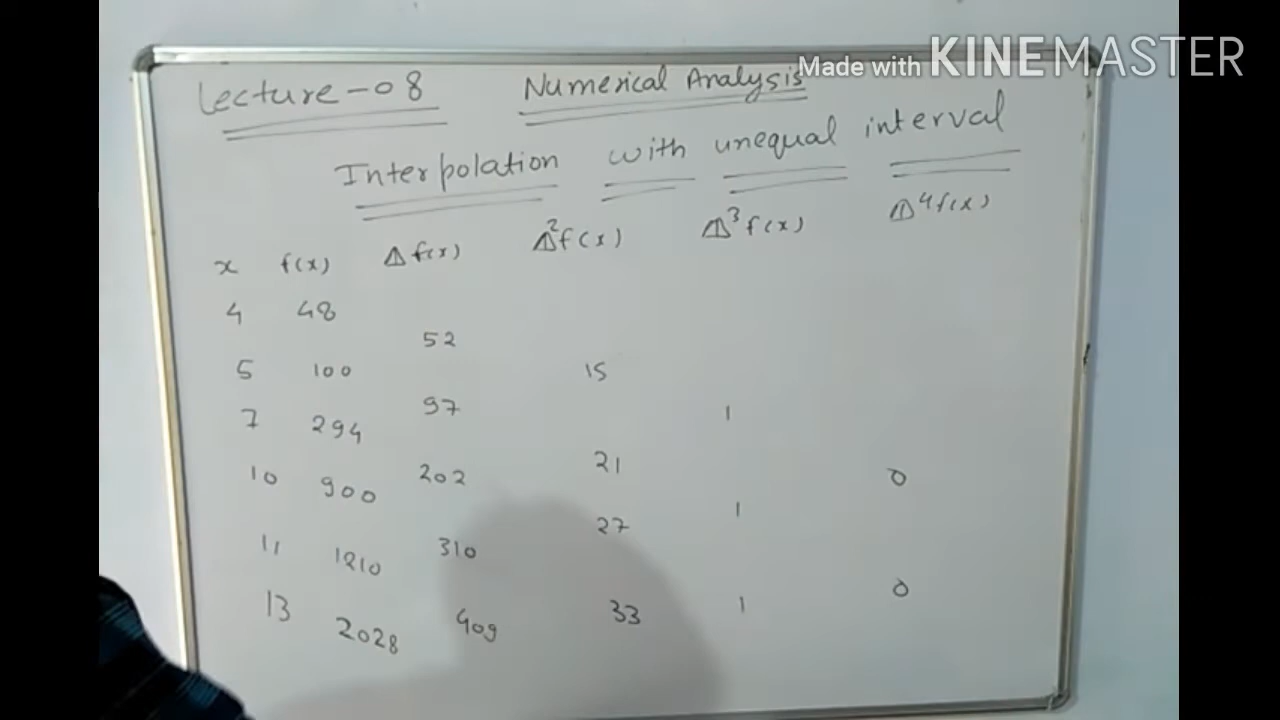 Made with KINEMASTER
Lecture-08 Numerical Analysis
Interpolation with unequal interval
x f(x) Δf(x) Δ²f(x) Δ³f(x) Δ⁴f(x)
4 48
52
5 100 15
97 1
7 294
202 21 0
10 900
310 27 1
11 1210
409 33 1 0
13 2028